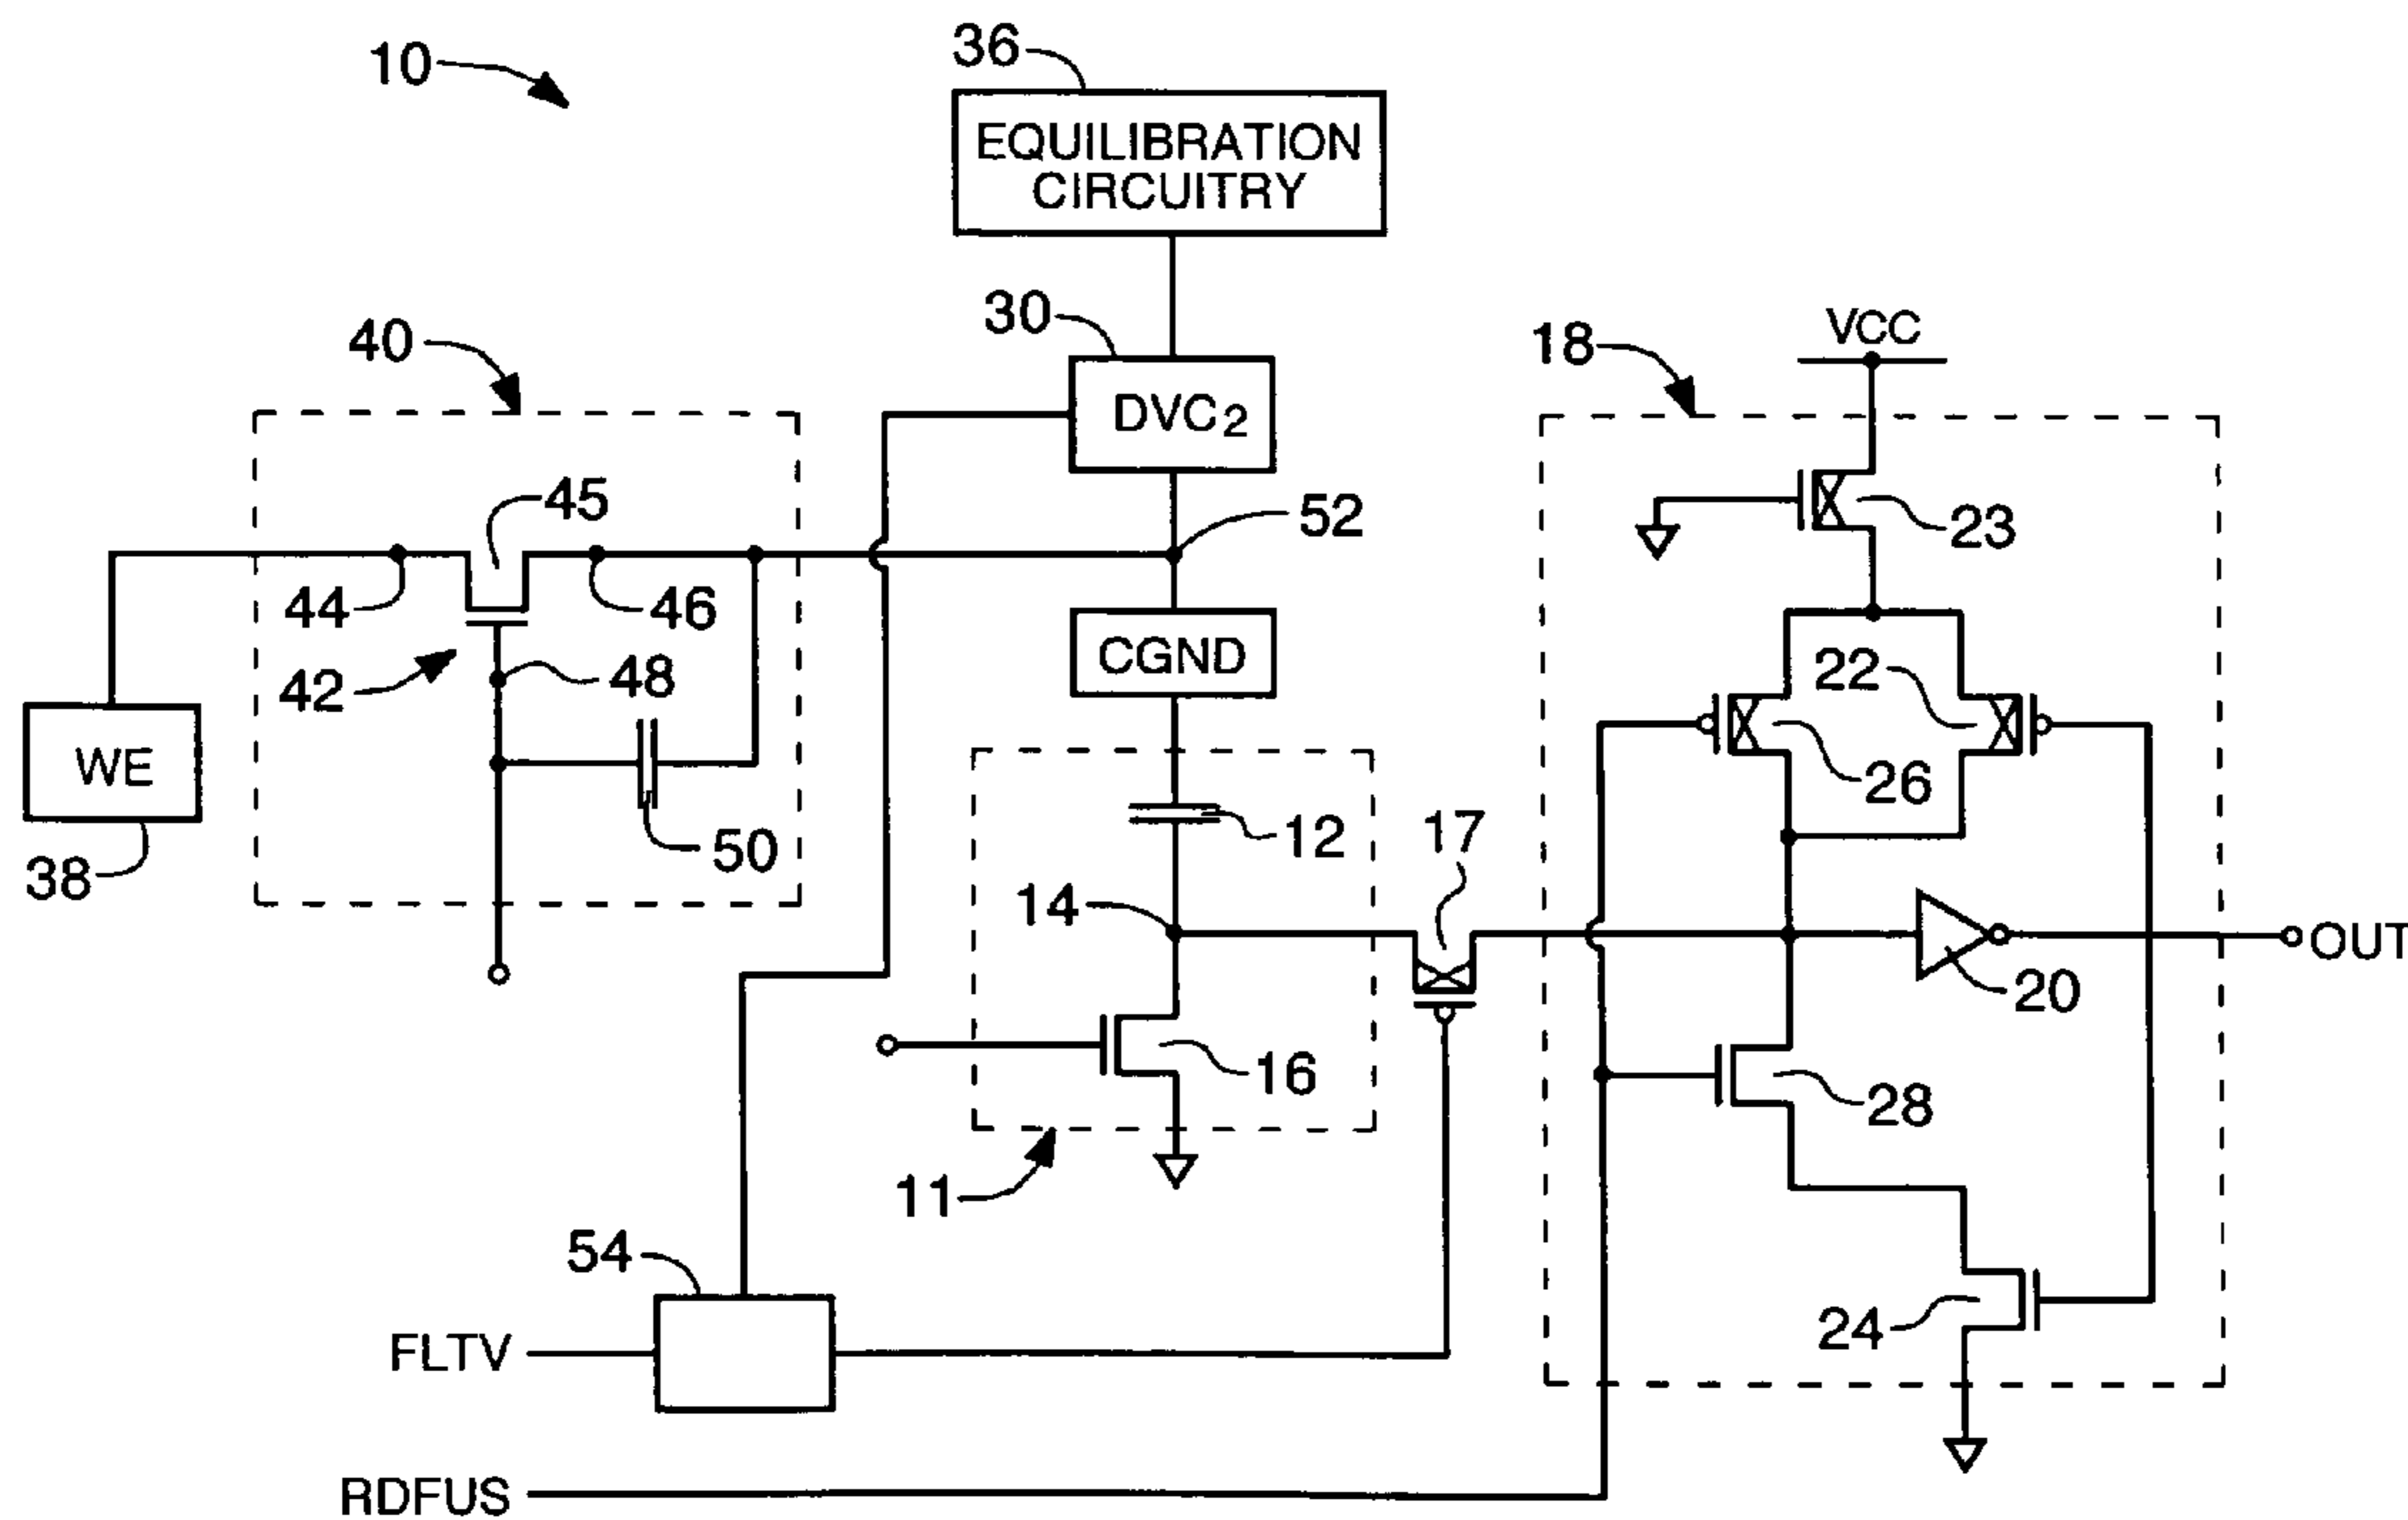 10
36
EQUILIBRATION
CIRCUITRY
30
DVC2
40
18
VCC
45
52
23
44
46
CGND
42
48
22
WE
26
38
50
12
17
14
OUT
20
16
28
11
54
24
FLTV
RDFUS